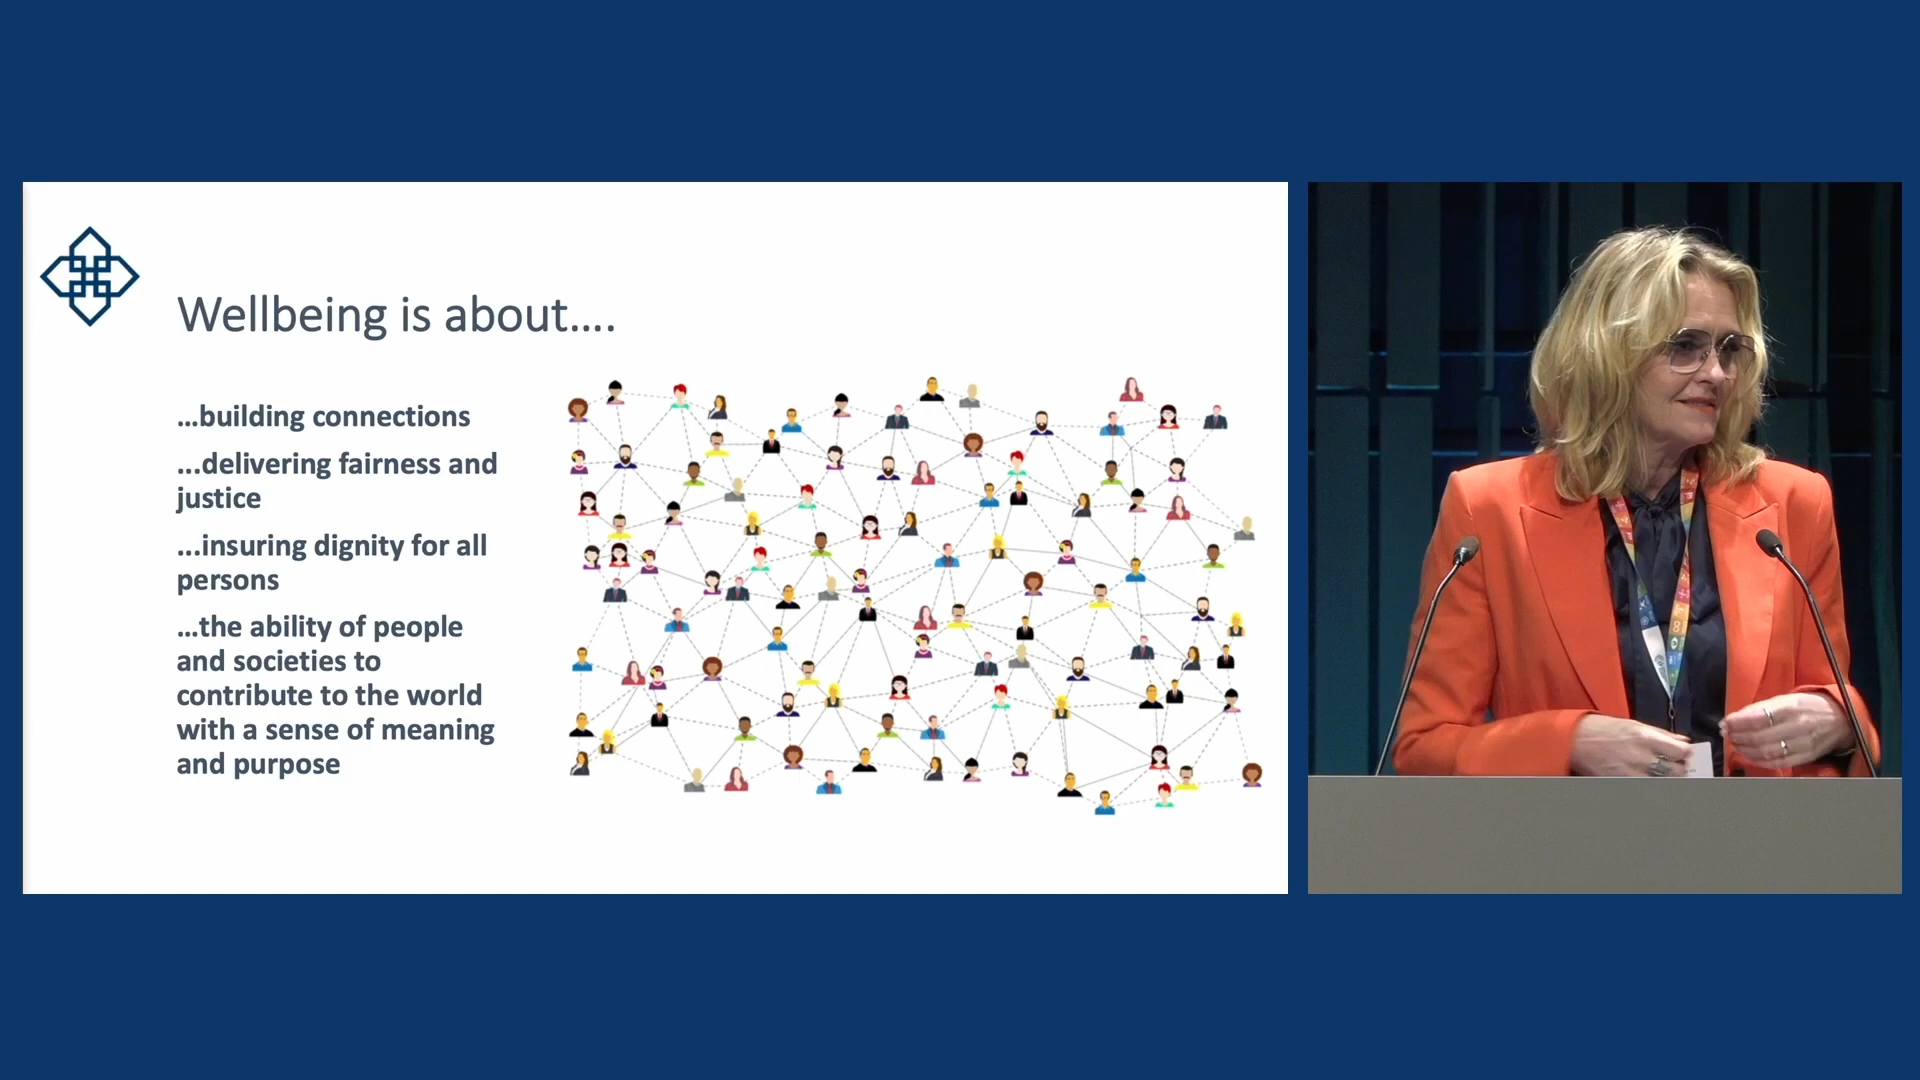 Wellbeing is about....
...building connections
...delivering fairness and
justice
...insuring dignity for all
persons
...the ability of people
and societies to
contribute to the world
with a sense of meaning
and purpose